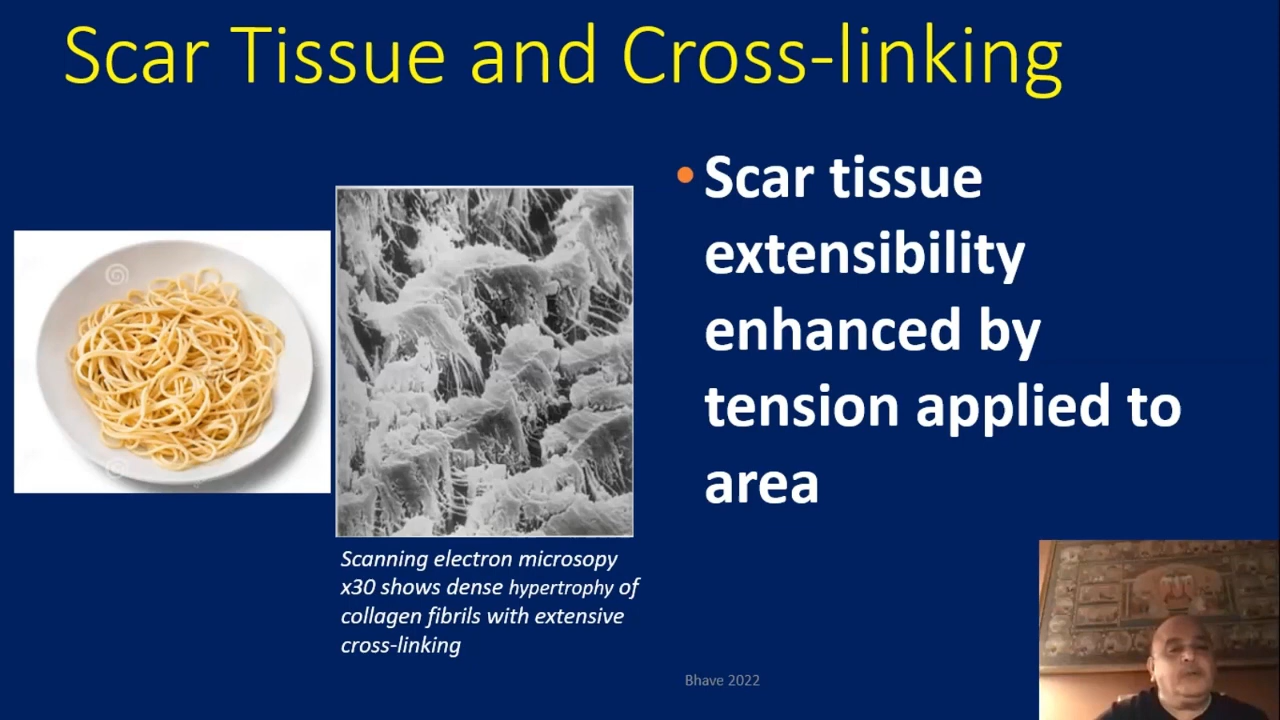 Scar Tissue and Cross-linking
• Scar tissue
extensibility
enhanced by
tension applied to
area
Scanning electron microsopy
x30 shows dense hypertrophy of
collagen fibrils with extensive
cross-linking
Bhave 2022